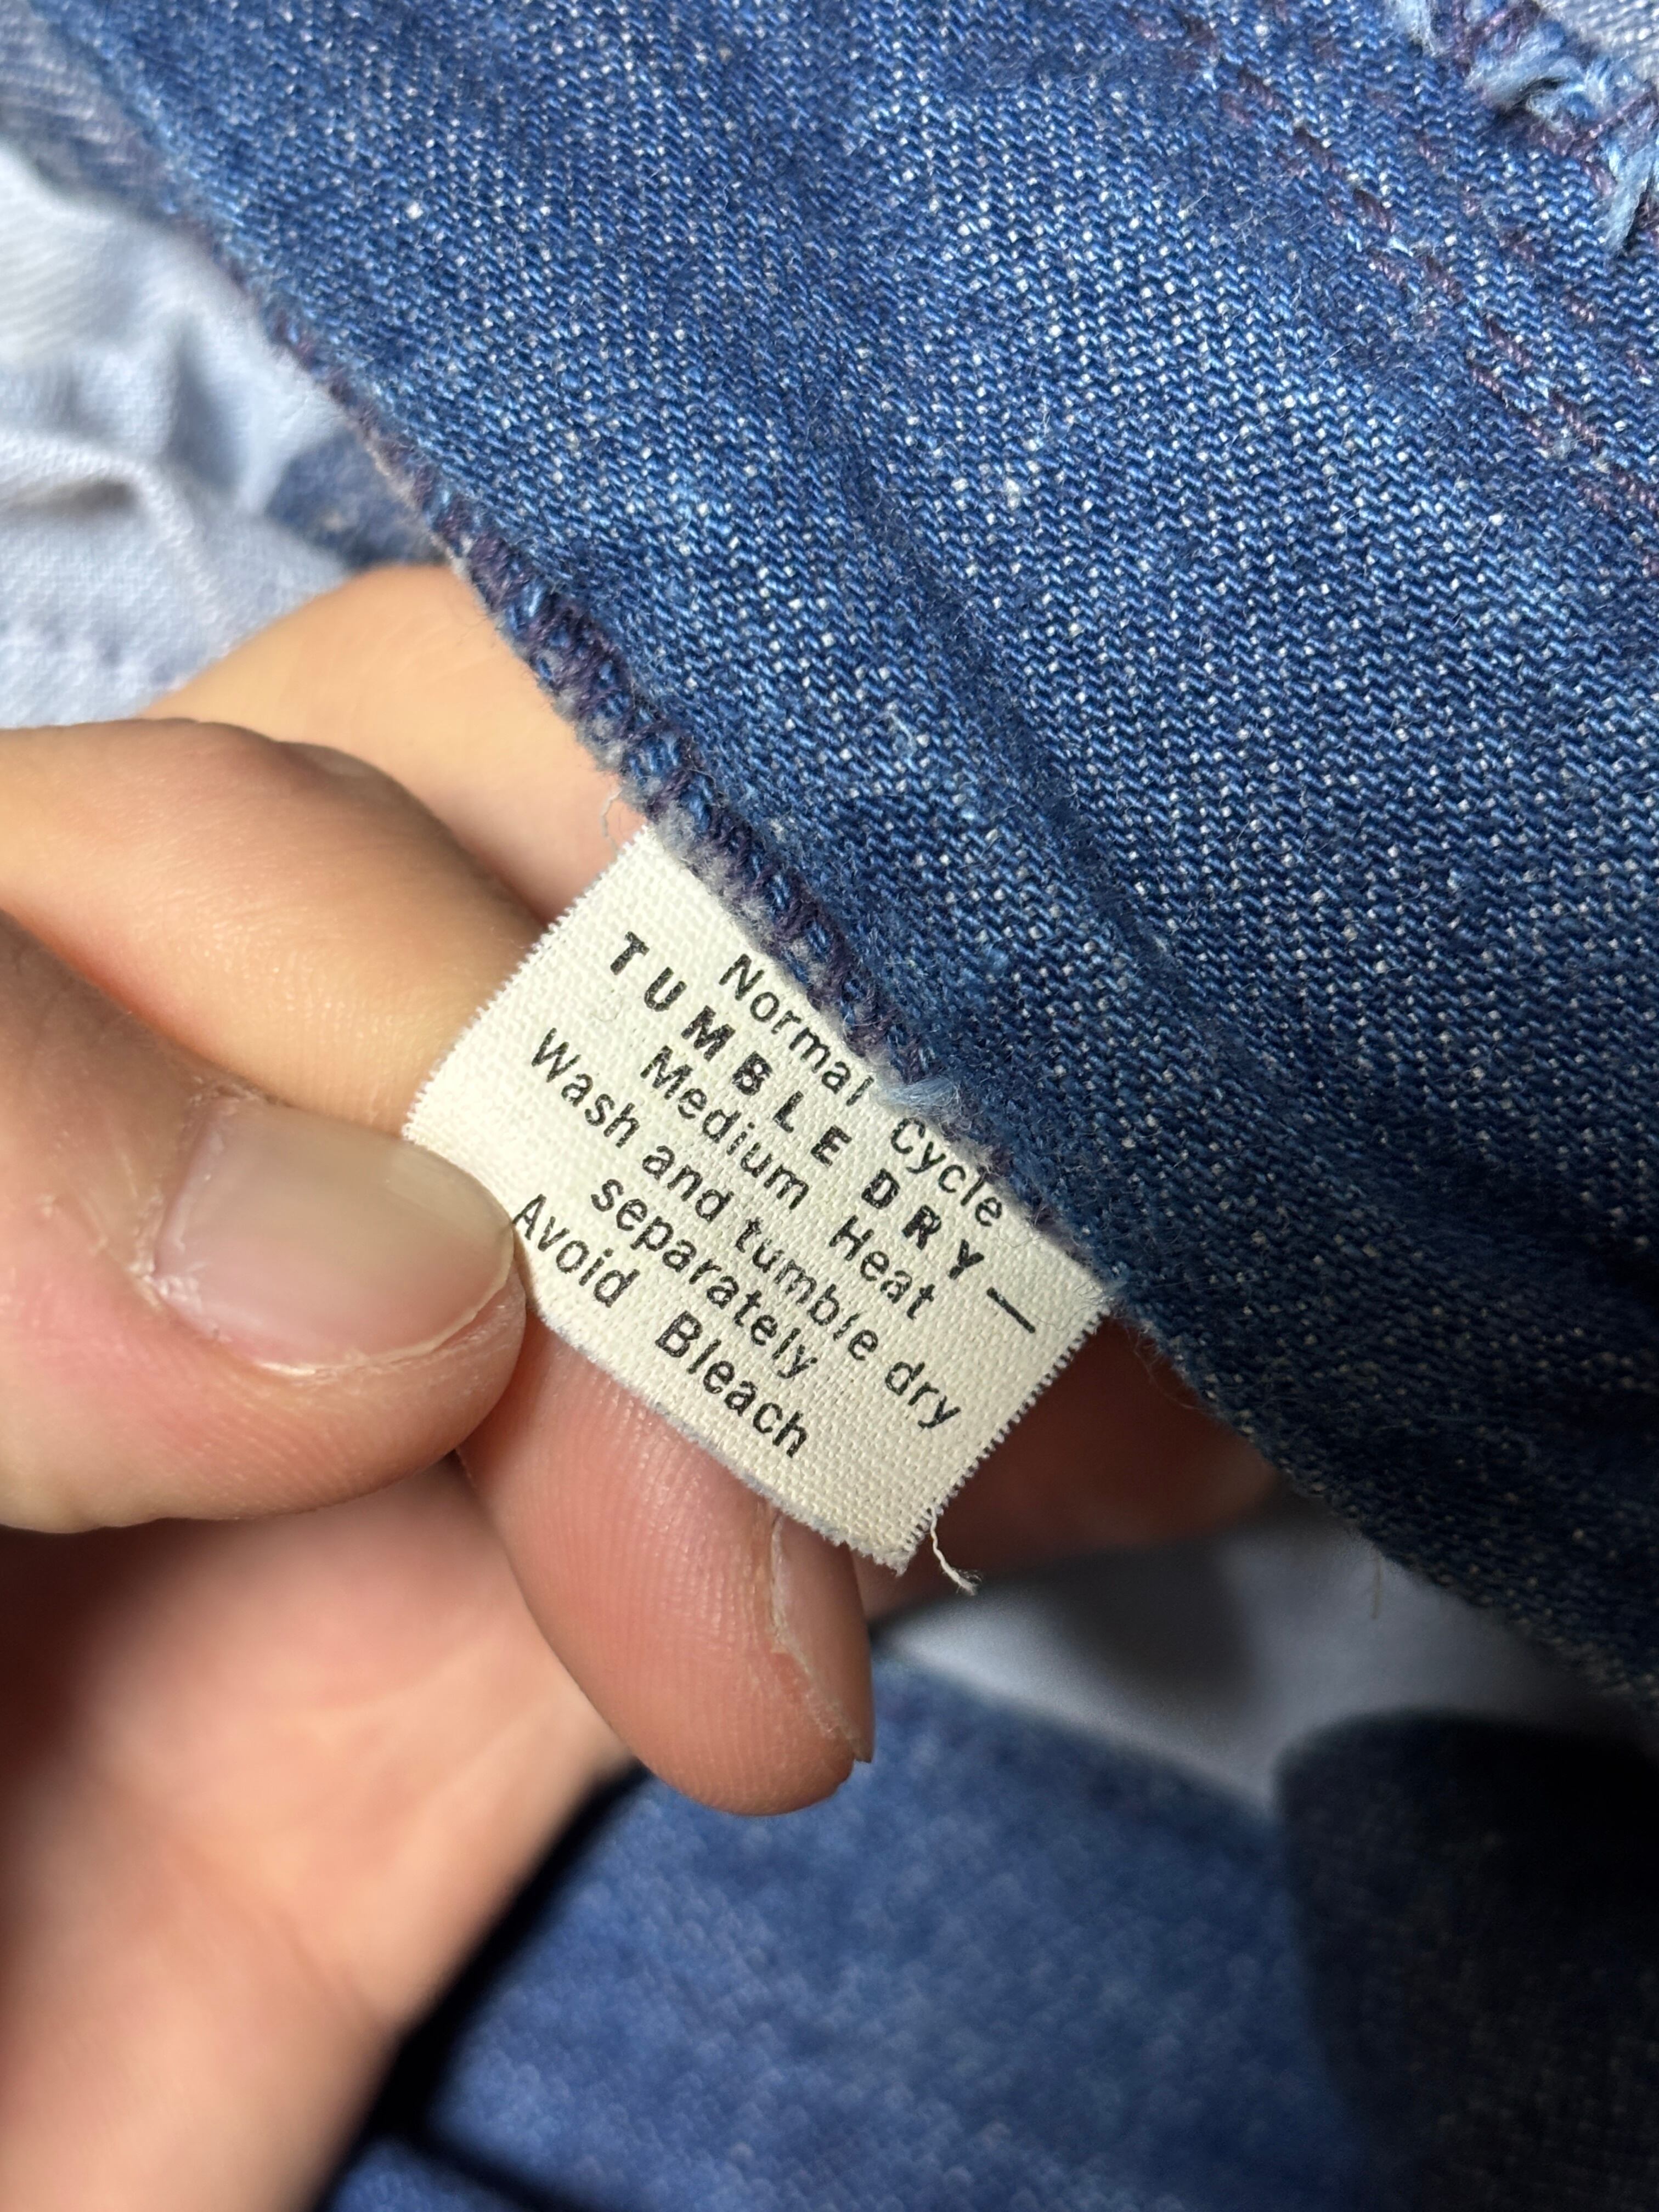 Normal Cycle
TUMBLE DRY—
Medium Heat
Wash and tumble dry
separately
Avoid Bleach